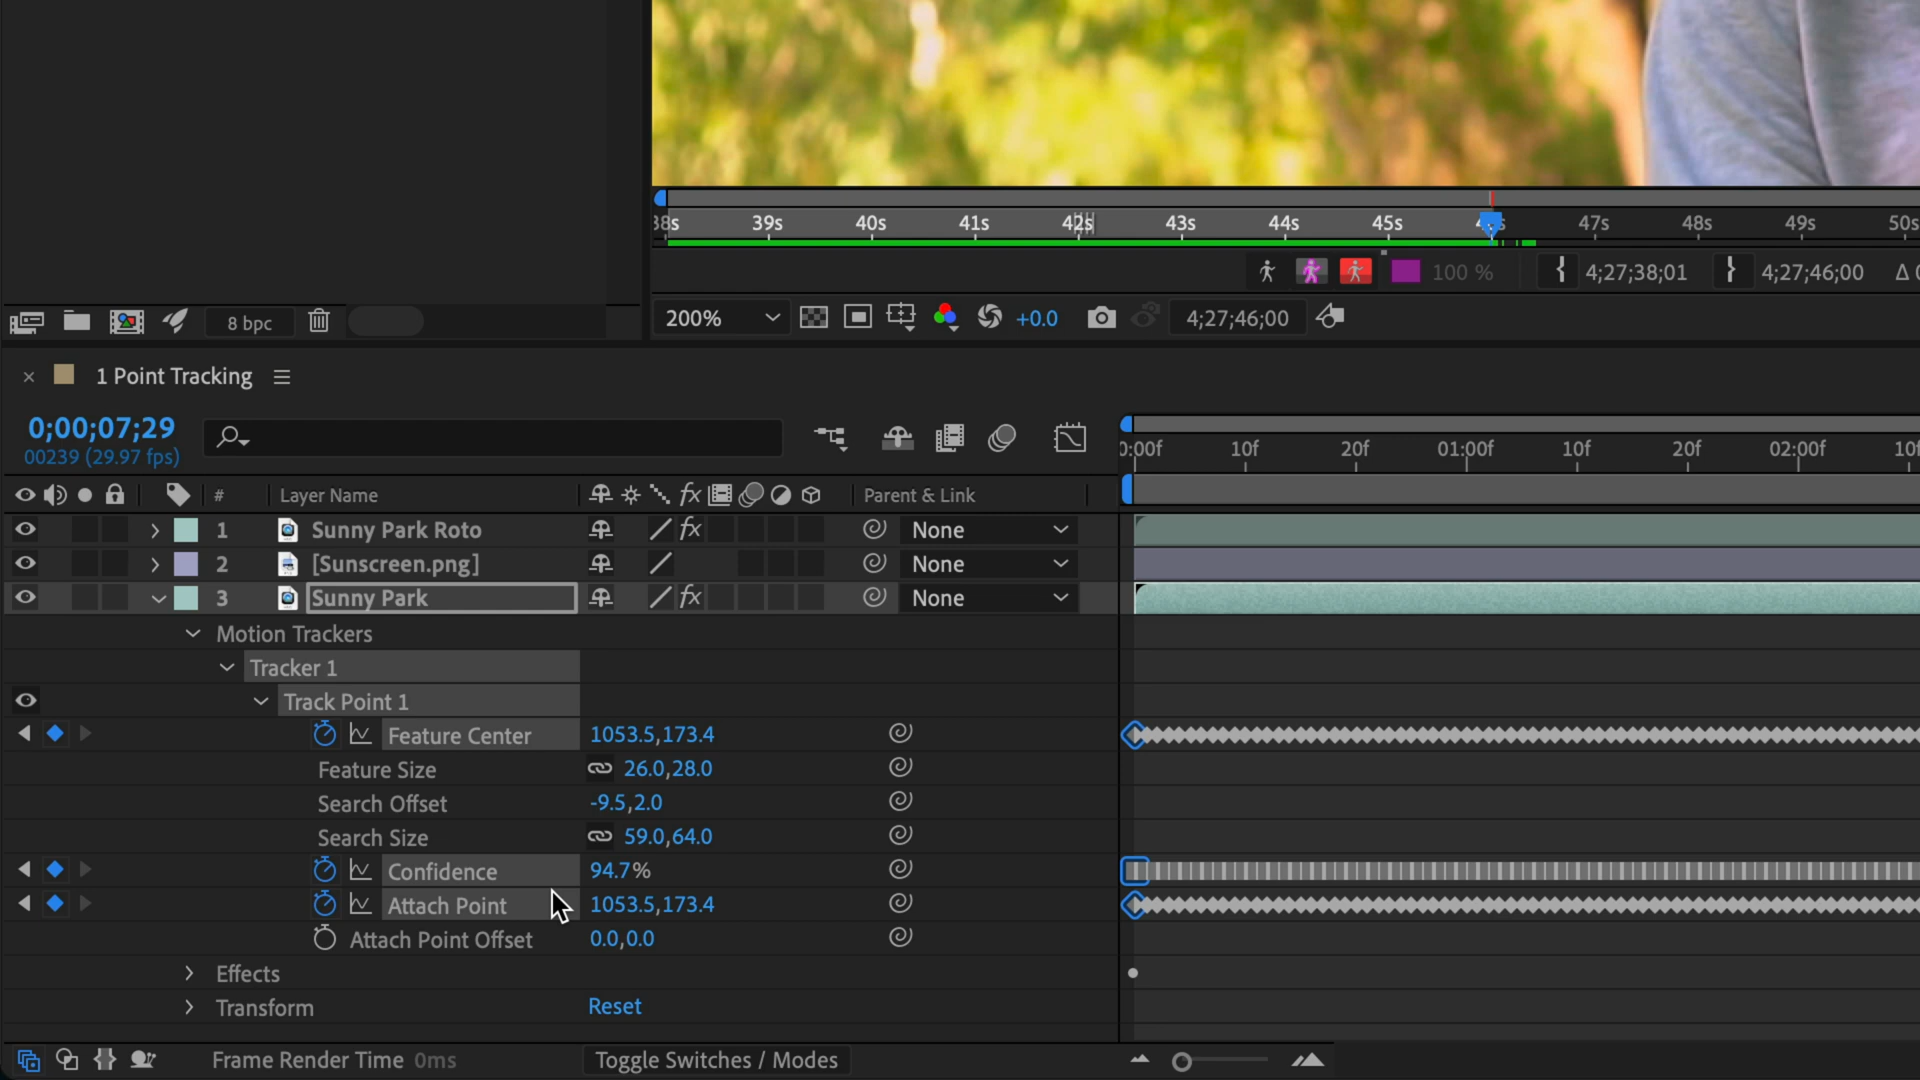 38s 39s 40s 41s 42s 43s 44s 45s 47s 48s 49s 50s
100 % { 4;27;38;01 } 4;27;46;00 Δ
8 bpc
200% +0.0 4;27;46;00
× 1 Point Tracking
0;00;07;29
00239 (29.97 fps)
0:00f 10f 20f 01:00f 10f 20f 02:00f 10f
# Layer Name fx Parent & Link
1 Sunny Park Roto fx None
2 [Sunscreen.png] None
3 Sunny Park fx None
Motion Trackers
Tracker 1
Track Point 1
Feature Center 1053.5,173.4
Feature Size 26.0,28.0
Search Offset -9.5,2.0
Search Size 59.0,64.0
Confidence 94.7%
Attach Point 1053.5,173.4
Attach Point Offset 0.0,0.0
Effects
Transform Reset
Frame Render Time 0ms Toggle Switches / Modes